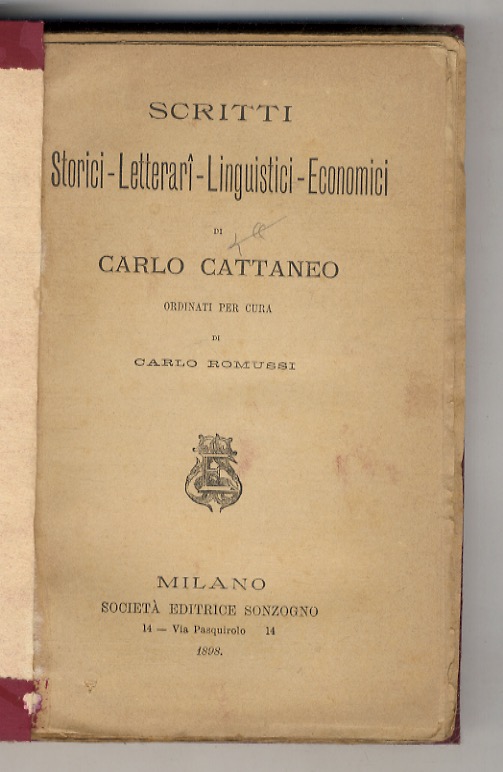 SCRITTI
Storici - Letterarî - Linguistici - Economici
DI
CARLO CATTANEO
ORDINATI PER CURA
DI
CARLO ROMUSSI
MILANO
SOCIETÀ EDITRICE SONZOGNO
14 — Via Pasquirolo 14
1898.